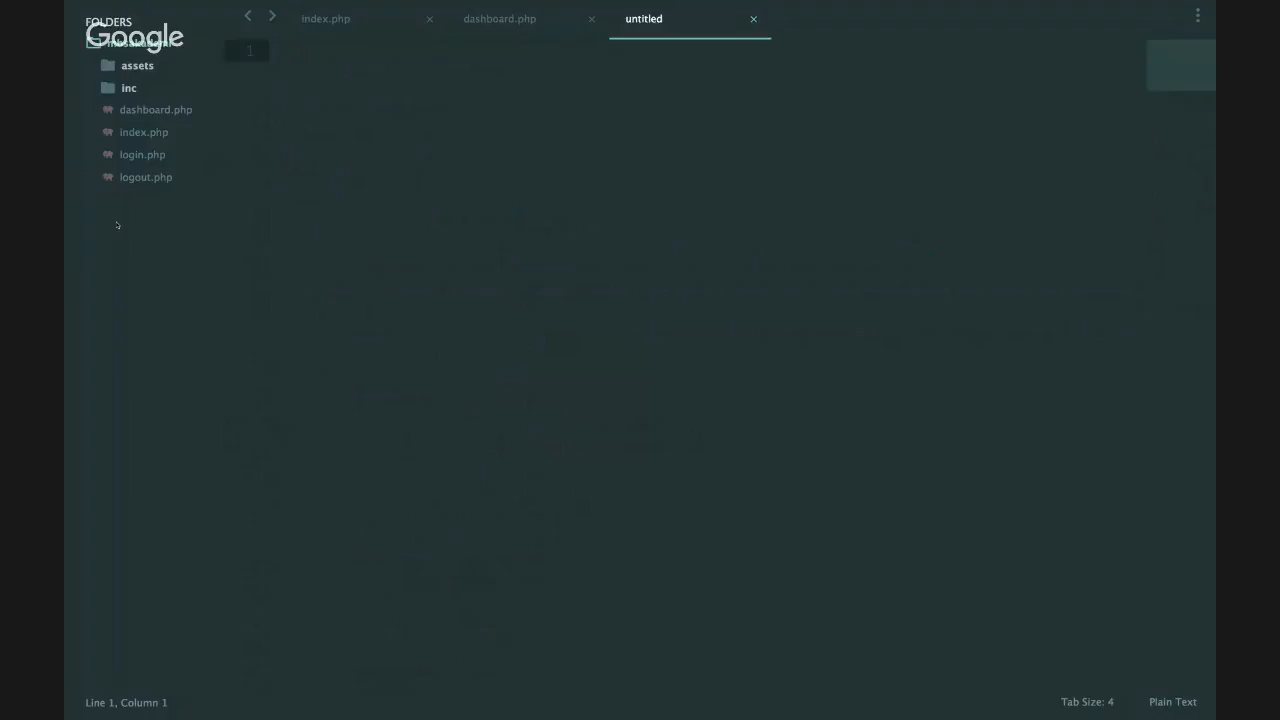 FOLDERS
Google
assets
inc
dashboard.php
index.php
login.php
logout.php
index.php
dashboard.php
untitled
1
Line 1, Column 1
Tab Size: 4
Plain Text